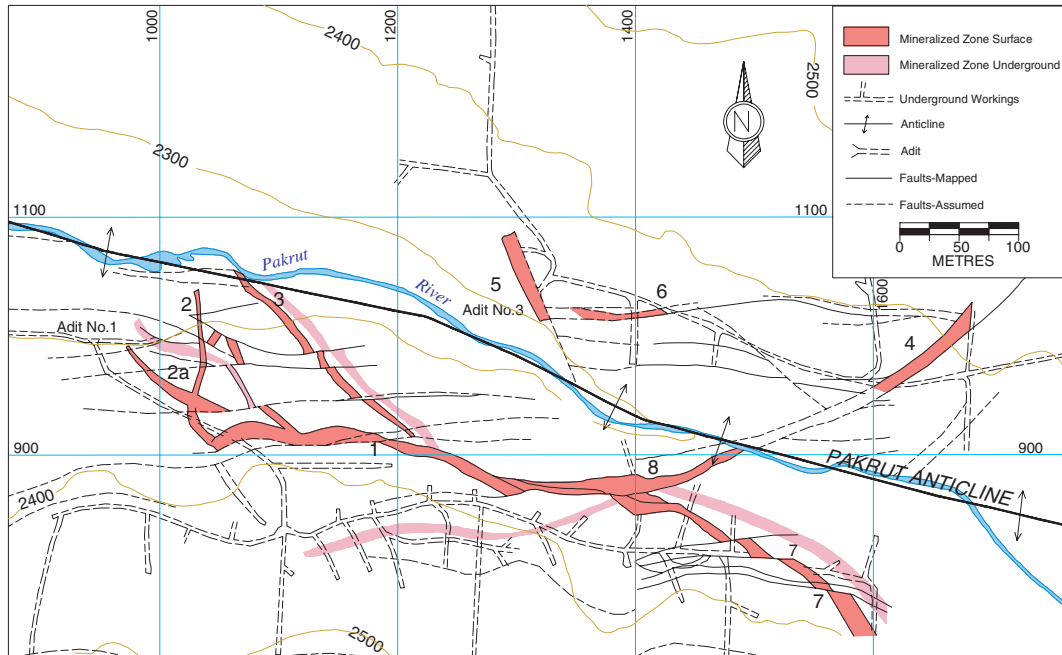 1000
1200
1400
2400
2500
2300
1100
1100
Mineralized Zone Surface
Mineralized Zone Underground
Underground Workings
Anticline
Adit
Faults-Mapped
Faults-Assumed
0 50 100
METRES
N
Pakrut
River
5
Adit No.3
6
1600
4
2
3
Adit No.1
2a
1
8
900
900
PAKRUT ANTICLINE
2400
7
7
2500